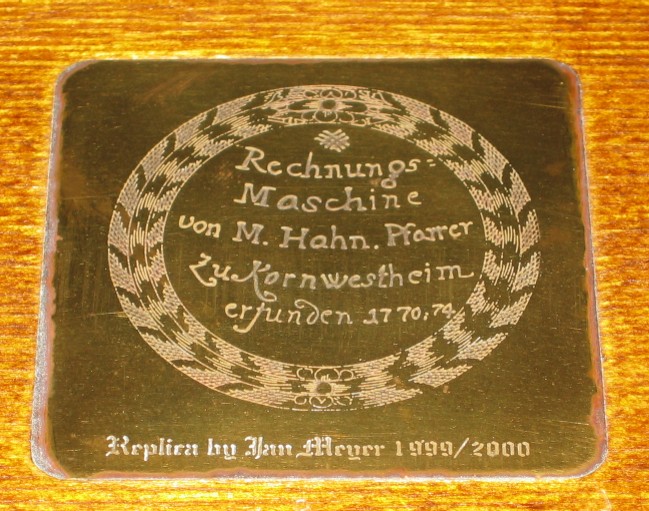 Rechnungs=
Maschine
von M. Hahn. Pfarrer
Zu Kornwestheim
erfunden 1770,74
Replica by Jan Meyer 1999/2000